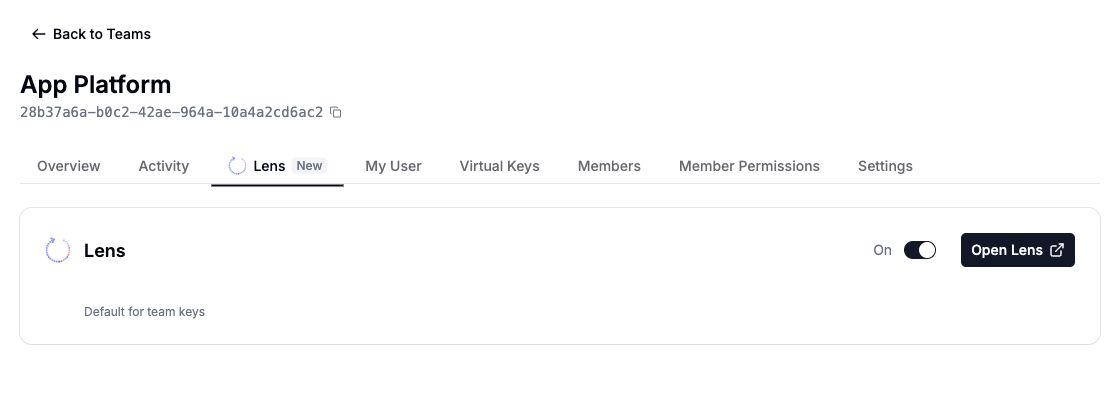 Back to Teams
App Platform
28b37a6a-b0c2-42ae-964a-10a4a2cd6ac2
Overview Activity Lens New My User Virtual Keys Members Member Permissions Settings
Lens On Open Lens
Default for team keys